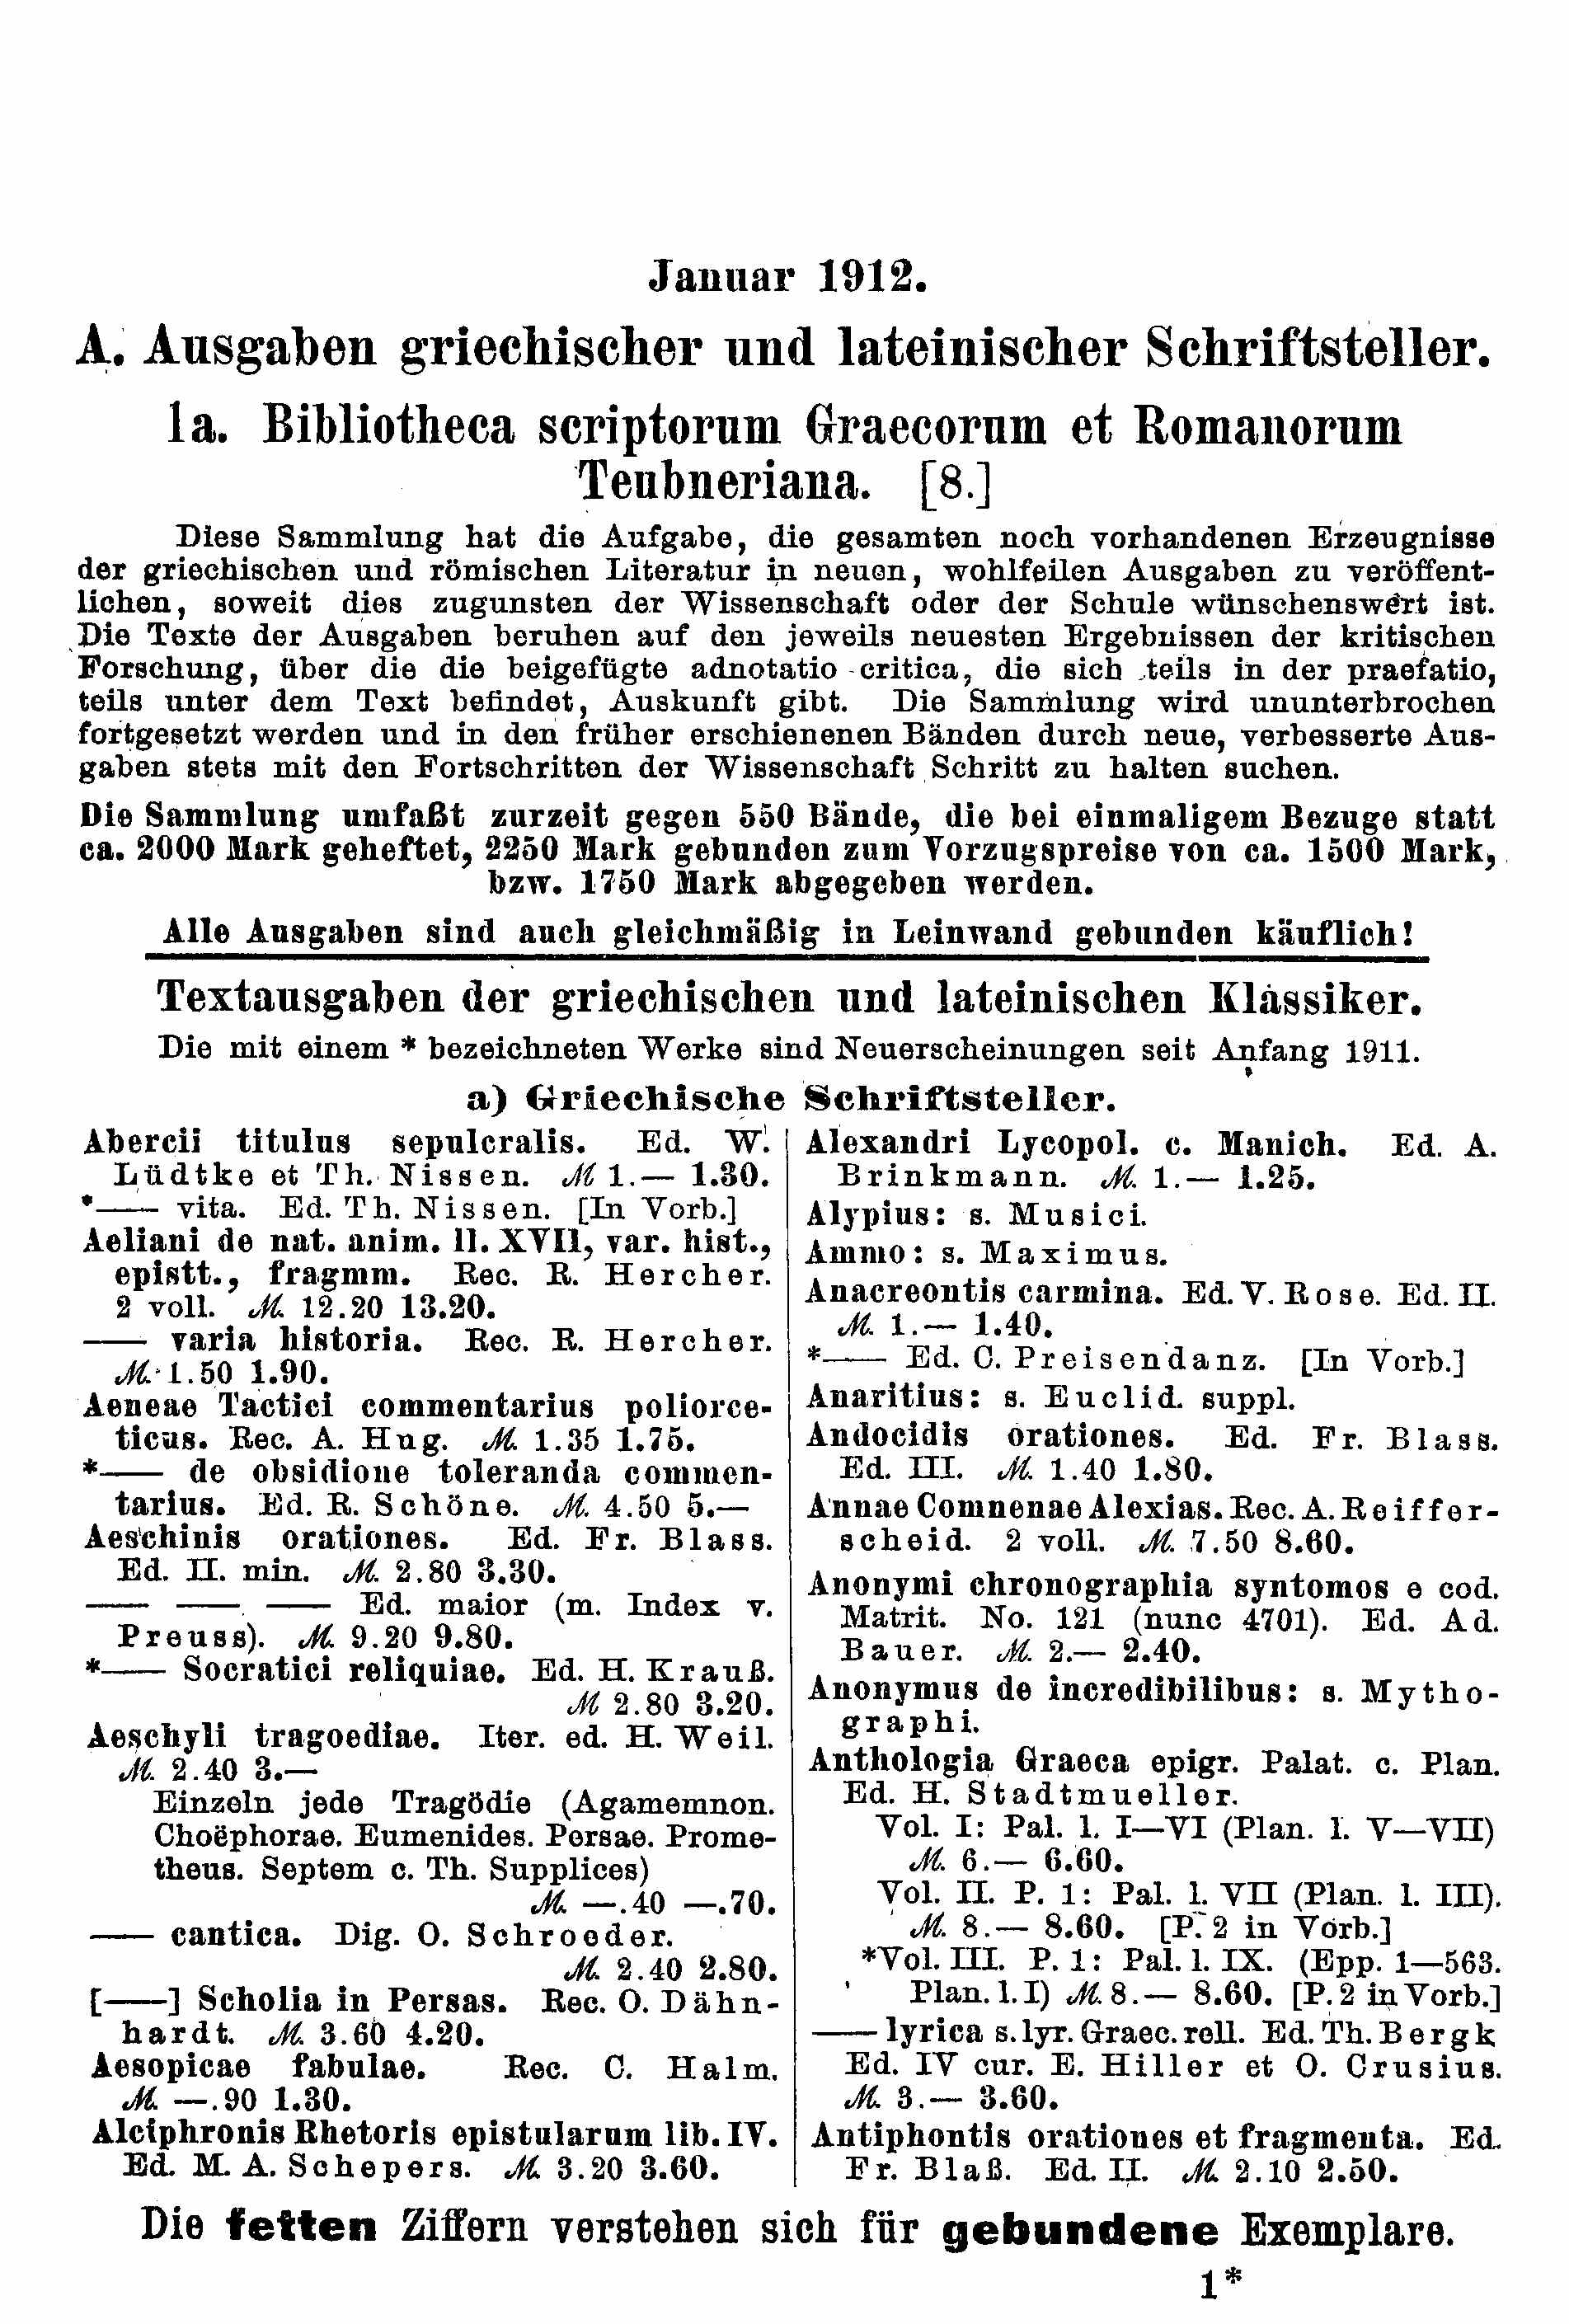 Januar 1912.
A. Ausgaben griechischer und lateinischer Schriftsteller.
1a. Bibliotheca scriptorum Graecorum et Romanorum
Teubneriana. [8.]
Diese Sammlung hat die Aufgabe, die gesamten noch vorhandenen Erzeugnisse
der griechischen und römischen Literatur in neuen, wohlfeilen Ausgaben zu veröffent-
lichen, soweit dies zugunsten der Wissenschaft oder der Schule wünschenswert ist.
Die Texte der Ausgaben beruhen auf den jeweils neuesten Ergebnissen der kritischen
Forschung, über die die beigefügte adnotatio critica, die sich teils in der praefatio,
teils unter dem Text befindet, Auskunft gibt. Die Sammlung wird ununterbrochen
fortgesetzt werden und in den früher erschienenen Bänden durch neue, verbesserte Aus-
gaben stets mit den Fortschritten der Wissenschaft Schritt zu halten suchen.
Die Sammlung umfaßt zurzeit gegen 550 Bände, die bei einmaligem Bezuge statt
ca. 2000 Mark geheftet, 2250 Mark gebunden zum Vorzugspreise von ca. 1500 Mark,
bzw. 1750 Mark abgegeben werden.
Alle Ausgaben sind auch gleichmäßig in Leinwand gebunden käuflich!
Textausgaben der griechischen und lateinischen Klassiker.
Die mit einem * bezeichneten Werke sind Neuerscheinungen seit Anfang 1911.
a) Griechische Schriftsteller.
Abercii titulus sepulcralis. Ed. W.
Lüdtke et Th. Nissen. M 1.— 1.30.
*—— vita. Ed. Th. Nissen. [In Vorb.]
Aeliani de nat. anim. ll. XVII, var. hist.,
epistt., fragmm. Rec. R. Hercher.
2 voll. M. 12.20 13.20.
—— varia historia. Rec. R. Hercher.
M. 1.50 1.90.
Aeneae Tactici commentarius poliorce-
ticus. Rec. A. Hug. M. 1.35 1.75.
*—— de obsidione toleranda commen-
tarius. Ed. R. Schöne. M. 4.50 5.—
Aeschinis orationes. Ed. Fr. Blass.
Ed. II. min. M. 2.80 3.30.
—— —— —— Ed. maior (m. Index v.
Preuss). M. 9.20 9.80.
*—— Socratici reliquiae. Ed. H. Krauß.
M 2.80 3.20.
Aeschyli tragoediae. Iter. ed. H. Weil.
M. 2.40 3.—
Einzeln jede Tragödie (Agamemnon.
Choëphorae. Eumenides. Persae. Prome-
theus. Septem c. Th. Supplices)
M. —.40 —.70.
—— cantica. Dig. O. Schroeder.
M. 2.40 2.80.
[——] Scholia in Persas. Rec. O. Dähn-
hardt. M. 3.60 4.20.
Aesopicae fabulae. Rec. C. Halm.
M. —.90 1.30.
Alciphronis Rhetoris epistularum lib. IV.
Ed. M. A. Schepers. M. 3.20 3.60.
Alexandri Lycopol. c. Manich. Ed. A.
Brinkmann. M. 1.— 1.25.
Alypius: s. Musici.
Ammo: s. Maximus.
Anacreontis carmina. Ed. V. Rose. Ed. II.
M. 1.— 1.40.
*—— Ed. C. Preisendanz. [In Vorb.]
Anaritius: s. Euclid. suppl.
Andocidis orationes. Ed. Fr. Blass.
Ed. III. M. 1.40 1.80.
Annae Comnenae Alexias. Rec. A. Reiffer-
scheid. 2 voll. M. 7.50 8.60.
Anonymi chronographia syntomos e cod.
Matrit. No. 121 (nunc 4701). Ed. Ad.
Bauer. M. 2.— 2.40.
Anonymus de incredibilibus: s. Mytho-
graphi.
Anthologia Graeca epigr. Palat. c. Plan.
Ed. H. Stadtmueller.
Vol. I: Pal. l. I—VI (Plan. l. V—VII)
M. 6.— 6.60.
Vol. II. P. 1: Pal. l. VII (Plan. l. III).
M. 8.— 8.60. [P. 2 in Vorb.]
*Vol. III. P. 1: Pal. l. IX. (Epp. 1—563.
Plan. l. I) M. 8.— 8.60. [P. 2 in Vorb.]
—— lyrica s. lyr. Graec. rell. Ed. Th. Bergk
Ed. IV cur. E. Hiller et O. Crusius.
M. 3.— 3.60.
Antiphontis orationes et fragmenta. Ed.
Fr. Blaß. Ed. II. M. 2.10 2.50.
Die fetten Ziffern verstehen sich für gebundene Exemplare.
1*